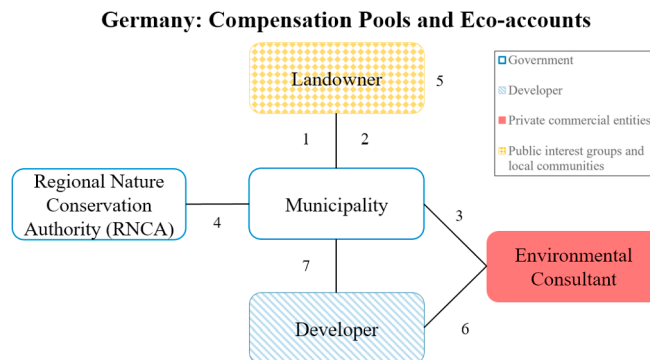 Germany: Compensation Pools and Eco-accounts
Landowner
5
Government
Developer
Private commercial entities
Public interest groups and
local communities
1
2
Regional Nature
Conservation
Authority (RNCA)
4
Municipality
3
7
Environmental
Consultant
Developer
6